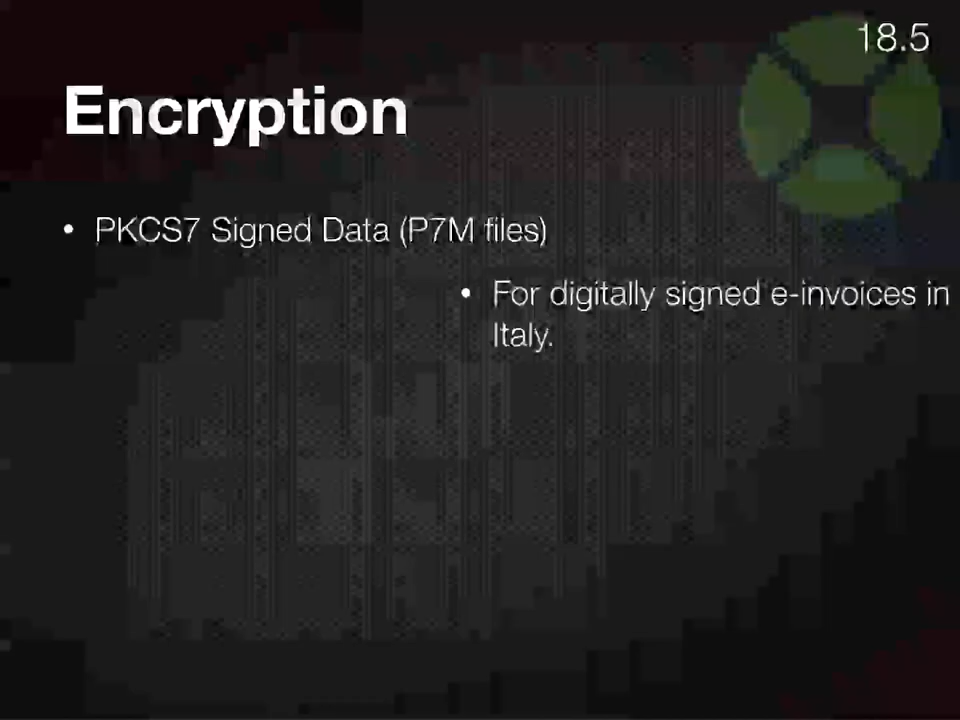 18.5
Encryption
• PKCS7 Signed Data (P7M files)
• For digitally signed e-invoices in
Italy.